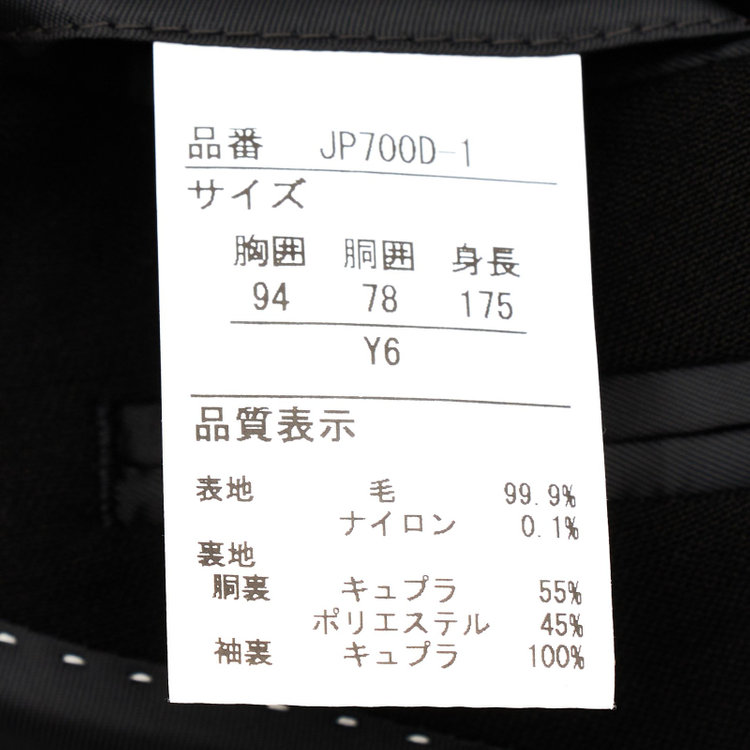 品番 JP700D-1
サイズ
胸囲 胴囲 身長
94 78 175
Y6
品質表示
表地 毛 99.9%
ナイロン 0.1%
裏地
胴裏 キュプラ 55%
ポリエステル 45%
袖裏 キュプラ 100%